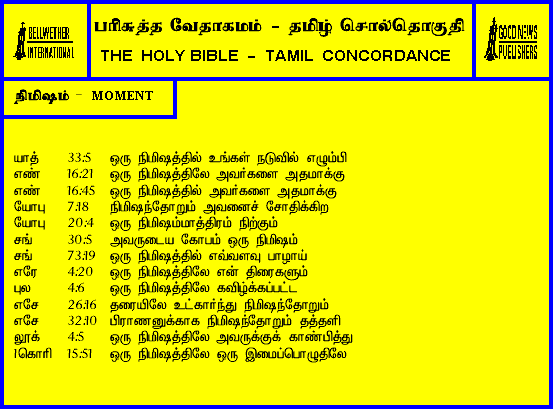 BELLWETHER
INTERNATIONAL
பரிசுத்த வேதாகமம் - தமிழ் சொல்தொகுதி
THE HOLY BIBLE - TAMIL CONCORDANCE
GOOD NEWS
PUBLISHERS
நிமிஷம் - MOMENT
யாத் 33:5 ஒரு நிமிஷத்தில் உங்கள் நடுவில் எழும்பி
எண் 16:21 ஒரு நிமிஷத்திலே அவர்களை அதமாக்கு
எண் 16:45 ஒரு நிமிஷத்தில் அவர்களை அதமாக்கு
யோபு 7:18 நிமிஷந்தோறும் அவனைச் சோதிக்கிற
யோபு 20:4 ஒரு நிமிஷம்மாத்திரம் நிற்கும்
சங் 30:5 அவருடைய கோபம் ஒரு நிமிஷம்
சங் 73:19 ஒரு நிமிஷத்தில் எவ்வளவு பாழாய்
எரே 4:20 ஒரு நிமிஷத்திலே என் திரைகளும்
புல 4:6 ஒரு நிமிஷத்திலே கவிழ்க்கப்பட்ட
எசே 26:16 தரையிலே உட்கார்ந்து நிமிஷந்தோறும்
எசே 32:10 பிராணனுக்காக நிமிஷந்தோறும் தத்தளி
லூக் 4:5 ஒரு நிமிஷத்திலே அவருக்குக் காண்பித்து
1கொரி 15:51 ஒரு நிமிஷத்திலே ஒரு இமைப்பொழுதிலே